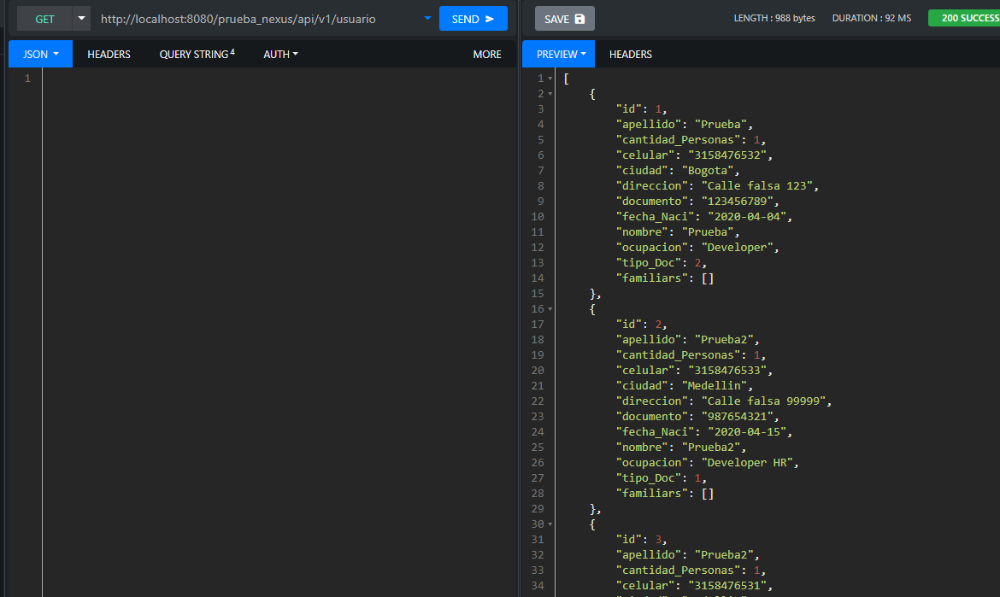 GET
http://localhost:8080/prueba_nexus/api/v1/usuario
SEND
SAVE
LENGTH : 988 bytes
DURATION : 92 MS
200 SUCCESS
JSON
HEADERS
QUERY STRING 4
AUTH
MORE
PREVIEW
HEADERS
1
1 [
2 {
3 "id": 1,
4 "apellido": "Prueba",
5 "cantidad_Personas": 1,
6 "celular": "3158476532",
7 "ciudad": "Bogota",
8 "direccion": "Calle falsa 123",
9 "documento": "123456789",
10 "fecha_Naci": "2020-04-04",
11 "nombre": "Prueba",
12 "ocupacion": "Developer",
13 "tipo_Doc": 2,
14 "familiars": []
15 },
16 {
17 "id": 2,
18 "apellido": "Prueba2",
19 "cantidad_Personas": 1,
20 "celular": "3158476533",
21 "ciudad": "Medellin",
22 "direccion": "Calle falsa 99999",
23 "documento": "987654321",
24 "fecha_Naci": "2020-04-15",
25 "nombre": "Prueba2",
26 "ocupacion": "Developer HR",
27 "tipo_Doc": 1,
28 "familiars": []
29 },
30 {
31 "id": 3,
32 "apellido": "Prueba2",
33 "cantidad_Personas": 1,
34 "celular": "3158476531",